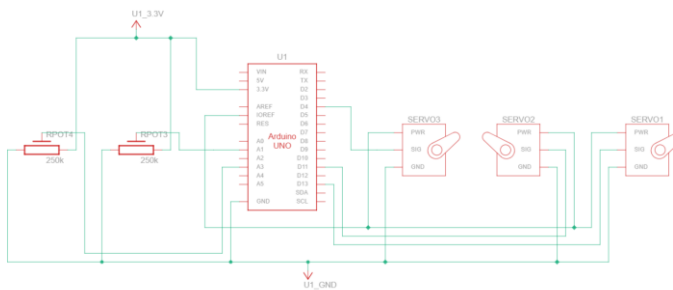 U1_3.3V
U1
VIN RX
5V TX
3.3V D2
D3
AREF D4
IOREF D5
RES D6
D7
Arduino
UNO
A0 D8
A1 D9
A2 D10
A3 D11
A4 D12
A5 D13
SDA
GND SCL
RPOT4
250k
RPOT3
250k
SERVO3
PWR
SIG
GND
SERVO2
PWR
SIG
GND
SERVO1
PWR
SIG
GND
U1_GND